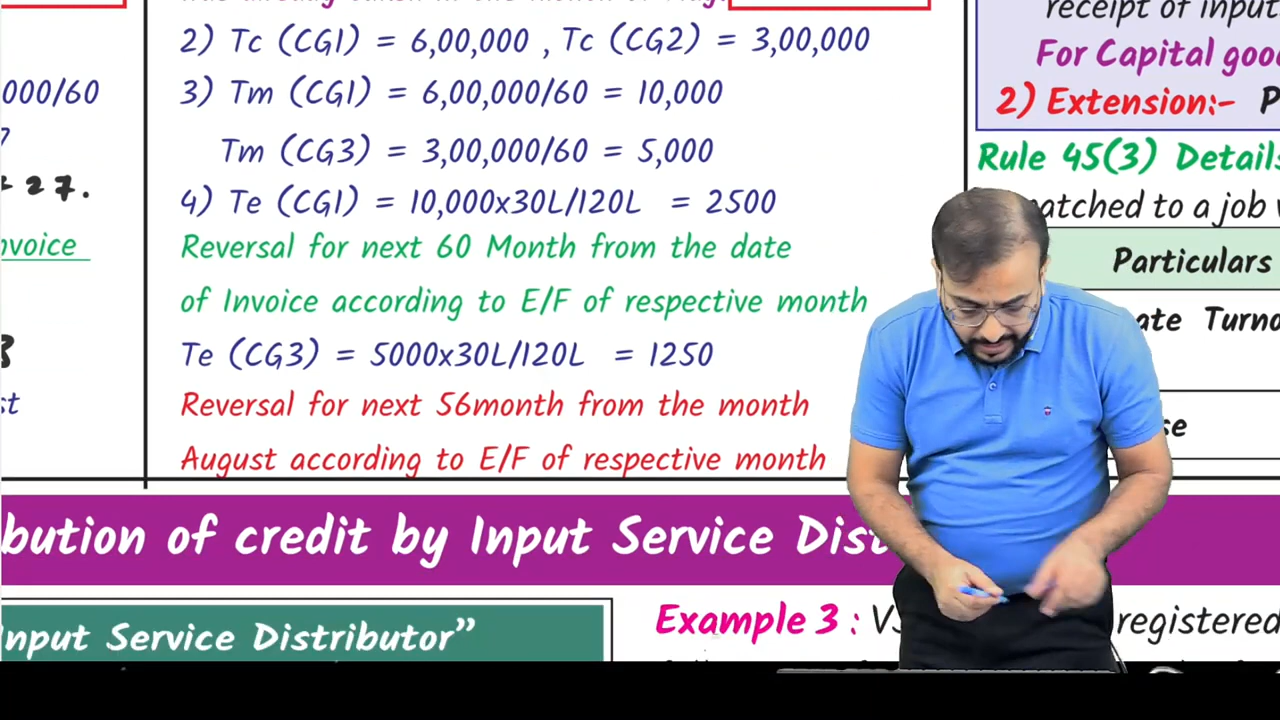 2) Tc (CG1) = 6,00,000 , Tc (CG2) = 3,00,000
000/60
3) Tm (CG1) = 6,00,000/60 = 10,000
Tm (CG3) = 3,00,000/60 = 5,000
27.
4) Te (CG1) = 10,000x30L/120L = 2500
nvoice
Reversal for next 60 Month from the date
of Invoice according to E/F of respective month
Te (CG3) = 5000x30L/120L = 1250
st
Reversal for next 56month from the month
August according to E/F of respective month
receipt of input
For Capital goo
2) Extension:- P
Rule 45(3) Details
atched to a job
Particulars
ate Turno
se
bution of credit by Input Service Dist
nput Service Distributor”
Example 3 : VS registered